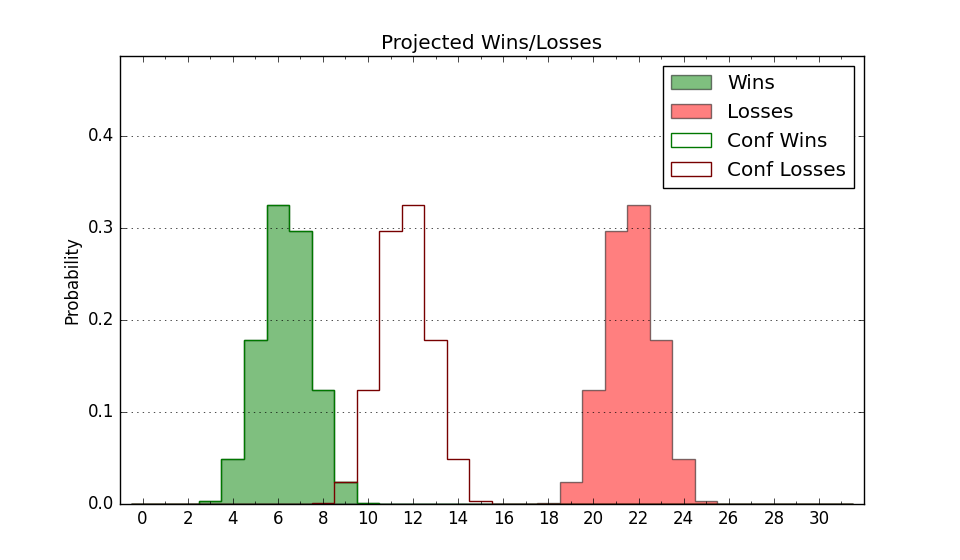 Projected Wins/Losses
Wins
Losses
Conf Wins
Conf Losses
Probability
0.4
0.3
0.2
0.1
0.0
0 2 4 6 8 10 12 14 16 18 20 22 24 26 28 30